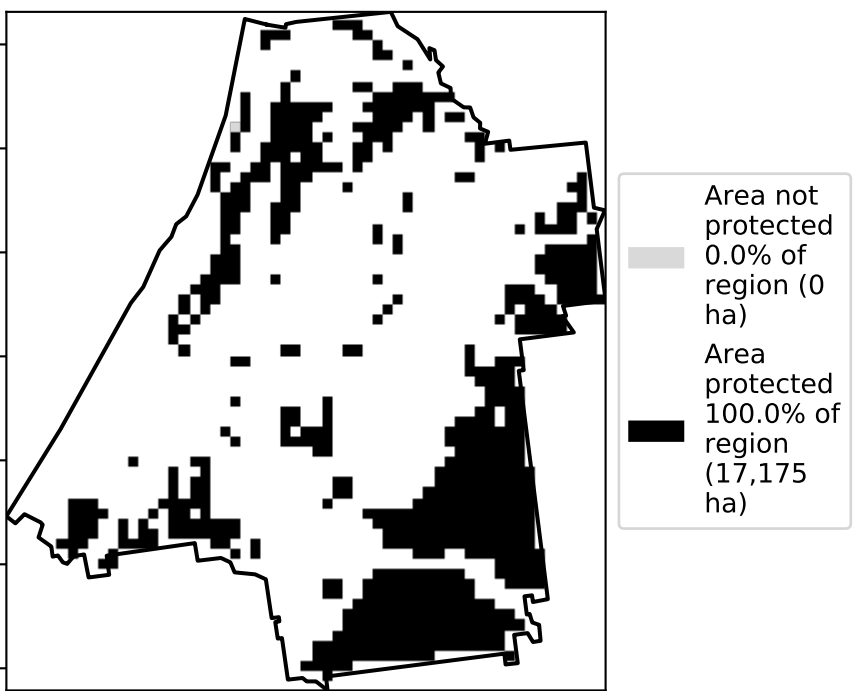 Area not
protected
0.0% of
region (0
ha)
Area
protected
100.0% of
region
(17,175
ha)